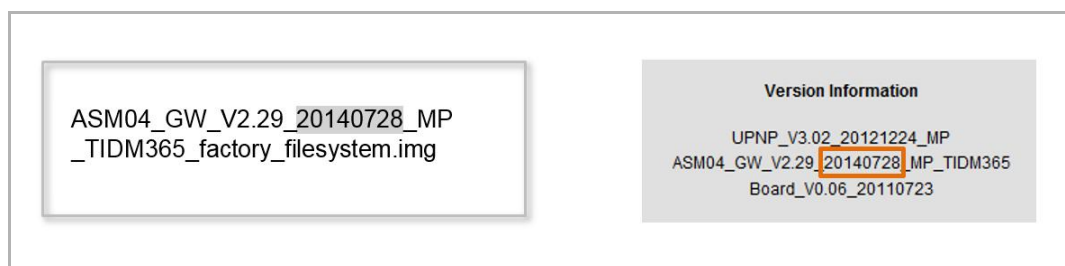 ASM04_GW_V2.29_20140728_MP
_TIDM365_factory_filesystem.img
Version Information
UPNP_V3.02_20121224_MP
ASM04_GW_V2.29_20140728_MP_TIDM365
Board_V0.06_20110723